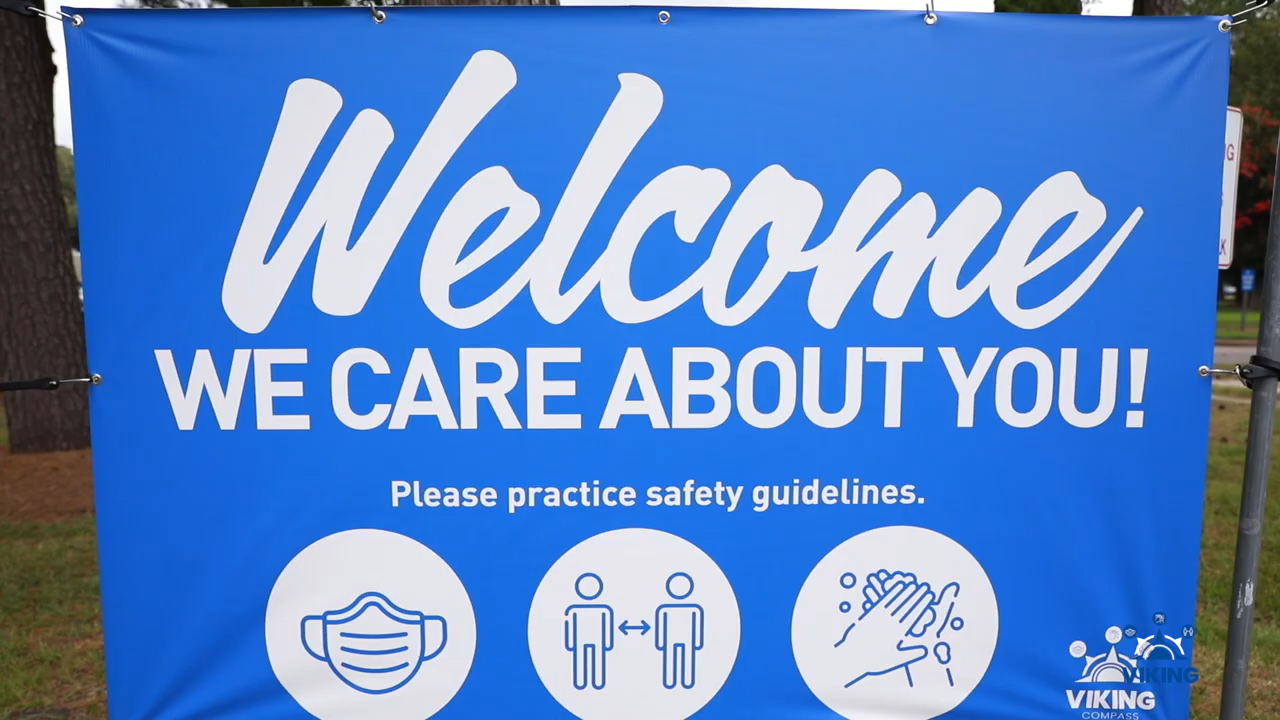 Welcome
WE CARE ABOUT YOU!
Please practice safety guidelines.
VIKING
VIKING
COMPASS